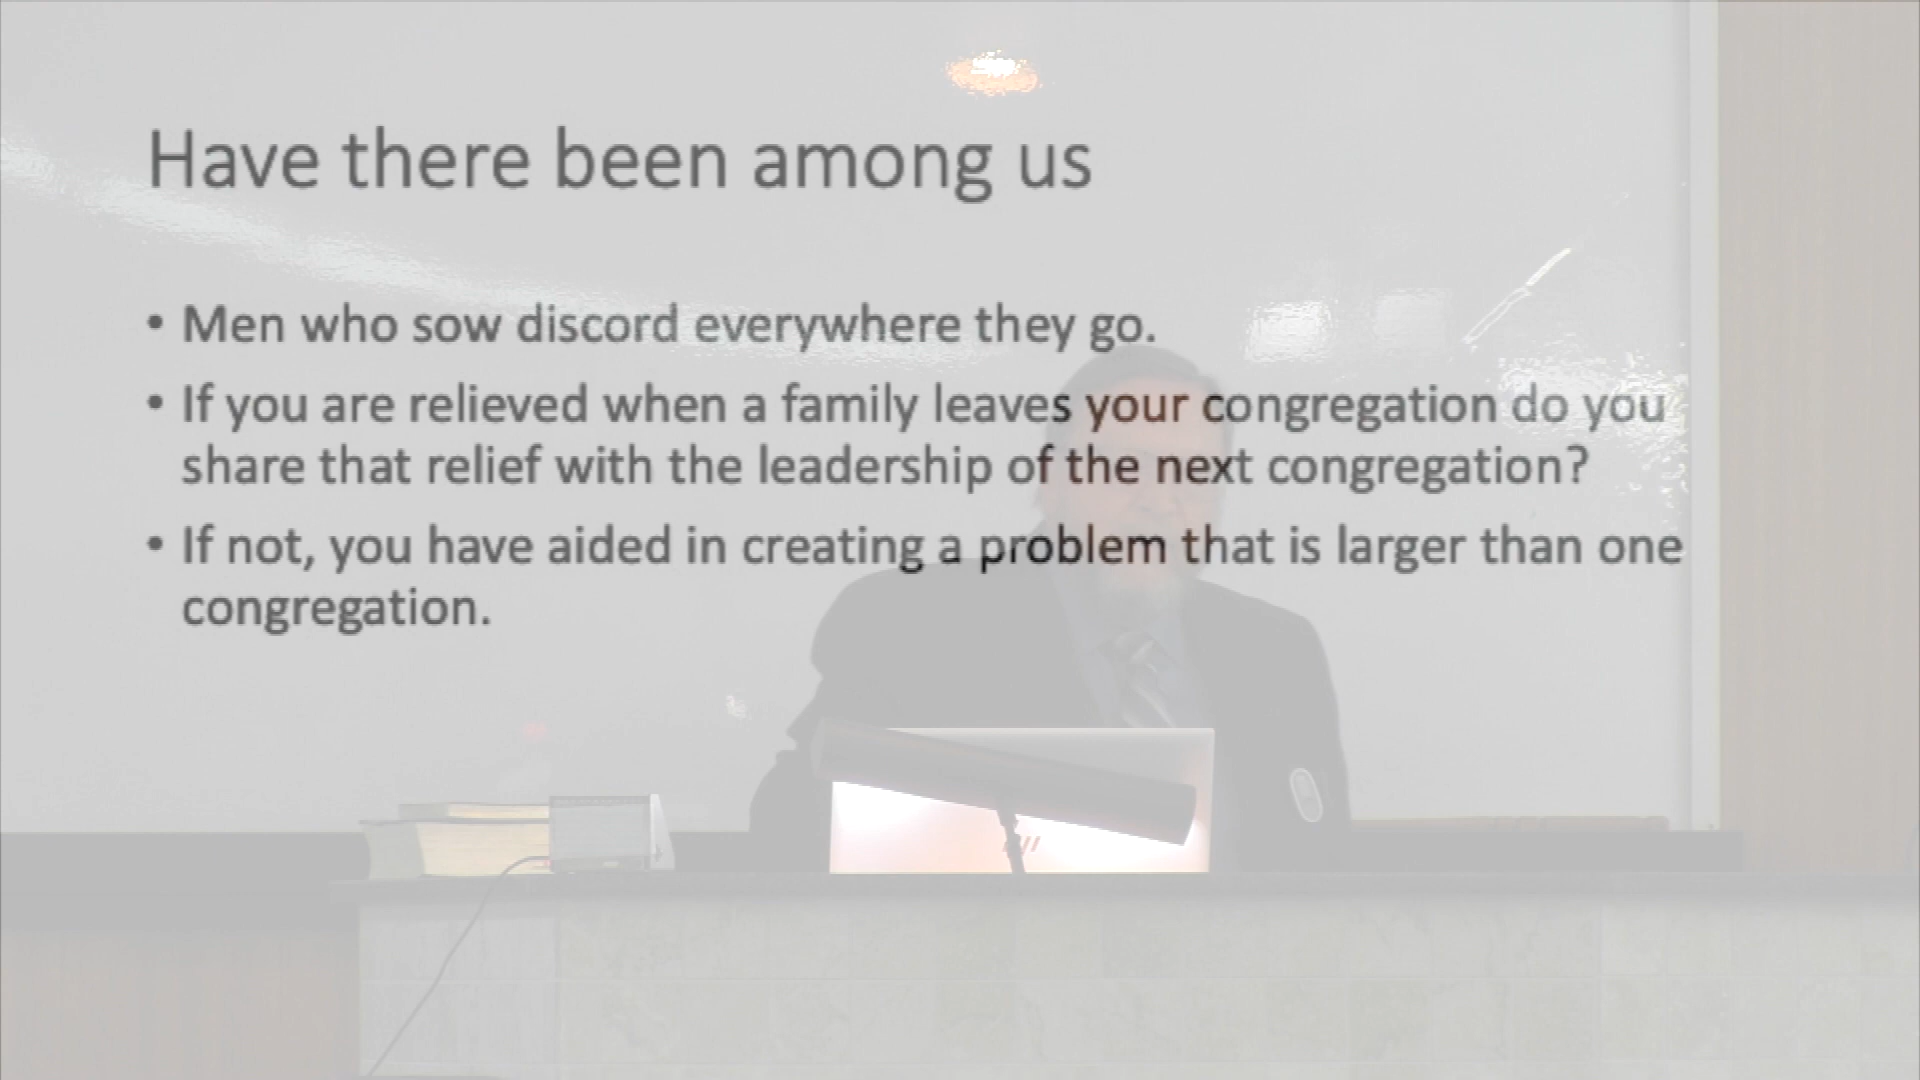 Have there been among us
• Men who sow discord everywhere they go.
• If you are relieved when a family leaves your congregation do you
share that relief with the leadership of the next congregation?
• If not, you have aided in creating a problem that is larger than one
congregation.